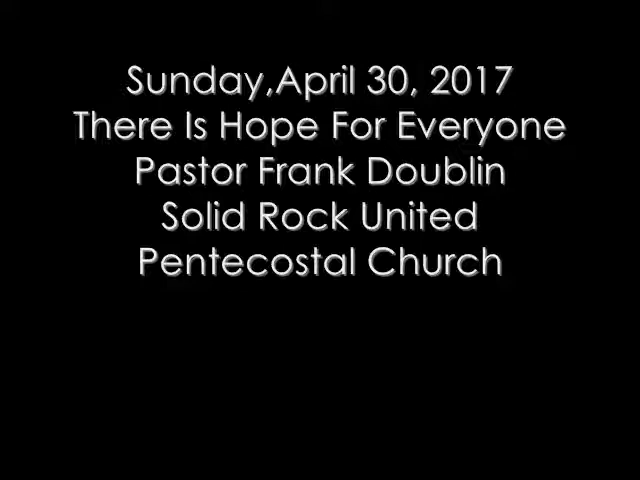 Sunday,April 30, 2017
There Is Hope For Everyone
Pastor Frank Doublin
Solid Rock United
Pentecostal Church